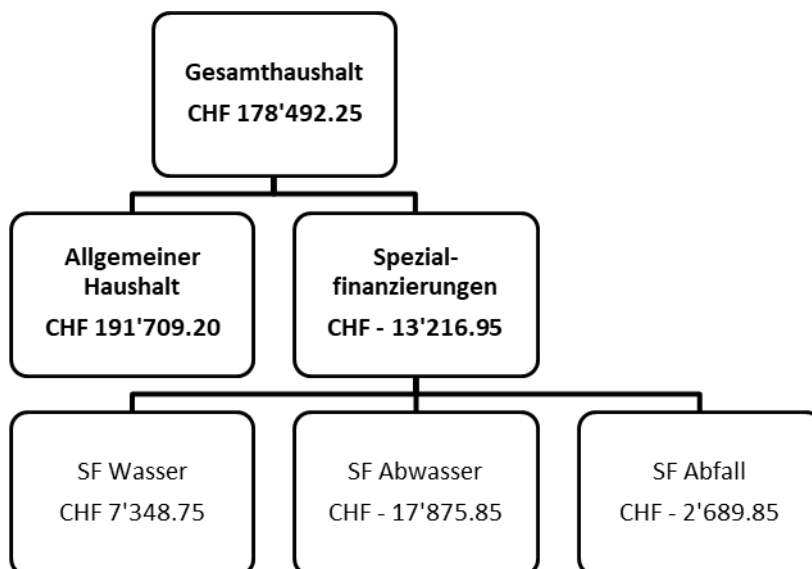 Gesamthaushalt
CHF 178'492.25
Allgemeiner
Haushalt
CHF 191'709.20
Spezial-
finanzierungen
CHF - 13'216.95
SF Wasser
CHF 7'348.75
SF Abwasser
CHF - 17'875.85
SF Abfall
CHF - 2'689.85